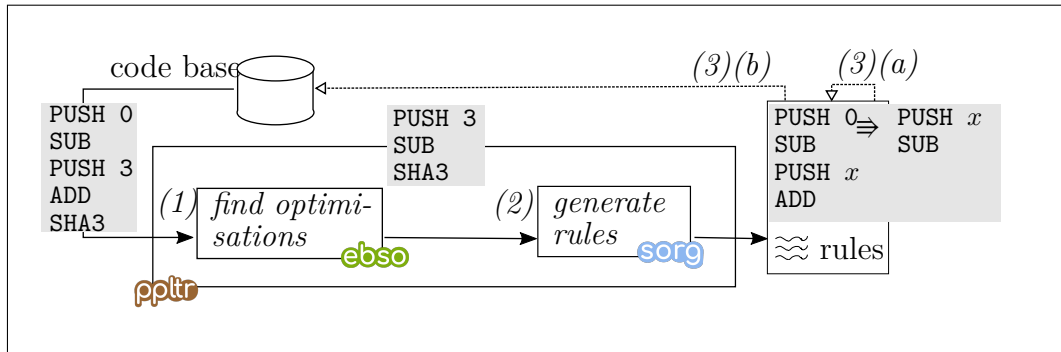 code base
(3)(b)
(3)(a)
PUSH 0
SUB
PUSH 3
ADD
SHA3
PUSH 3
SUB
SHA3
PUSH 0 ⇛ PUSH x
SUB SUB
PUSH x
ADD
(1)
find optimi-
sations
ebso
(2)
generate
rules
sorg
rules
ppltr